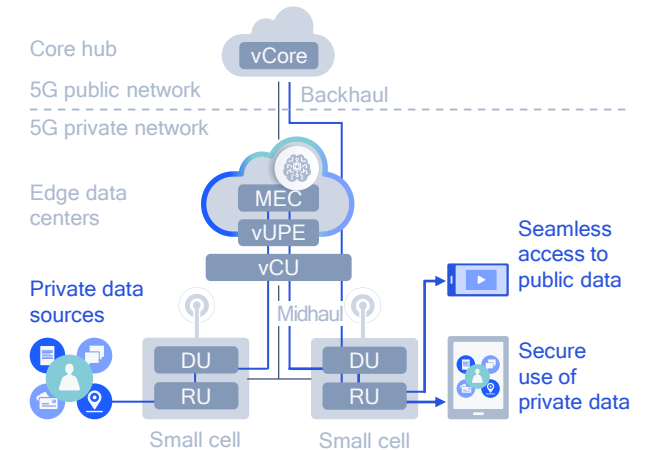 Core hub
vCore
5G public network
Backhaul
5G private network
Edge data
centers
MEC
vUPE
vCU
Seamless
access to
public data
Private data
sources
Midhaul
DU
RU
DU
RU
Secure
use of
private data
Small cell
Small cell